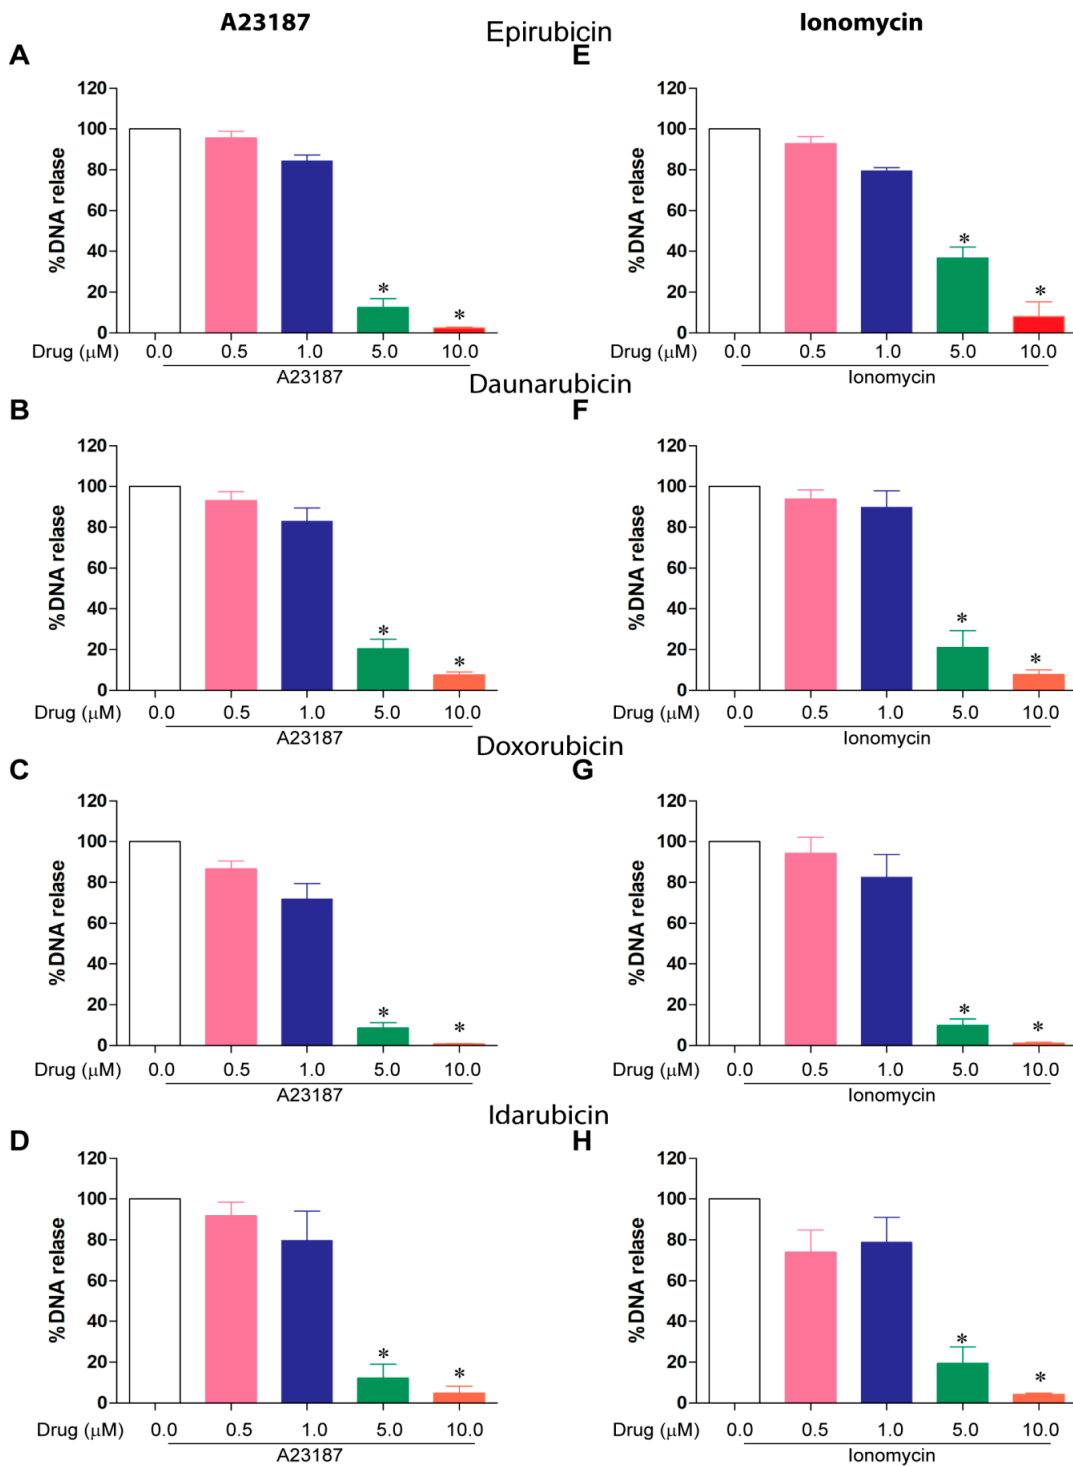 A23187 Ionomycin
Epirubicin
A E
120 120
100 100
80 80
60 60
40 40
20 20
0 0
%DNA relase %DNA relase
* * * *
Drug (μM) 0.0 0.5 1.0 5.0 10.0 Drug (μM) 0.0 0.5 1.0 5.0 10.0
A23187 Ionomycin
Daunarubicin
B F
120 120
100 100
80 80
60 60
40 40
20 20
0 0
%DNA relase %DNA relase
* * * *
Drug (μM) 0.0 0.5 1.0 5.0 10.0 Drug (μM) 0.0 0.5 1.0 5.0 10.0
A23187 Ionomycin
Doxorubicin
C G
120 120
100 100
80 80
60 60
40 40
20 20
0 0
%DNA relase %DNA relase
* * * *
Drug (μM) 0.0 0.5 1.0 5.0 10.0 Drug (μM) 0.0 0.5 1.0 5.0 10.0
A23187 Ionomycin
Idarubicin
D H
120 120
100 100
80 80
60 60
40 40
20 20
0 0
%DNA relase %DNA relase
* * * *
Drug (μM) 0.0 0.5 1.0 5.0 10.0 Drug (μM) 0.0 0.5 1.0 5.0 10.0
A23187 Ionomycin